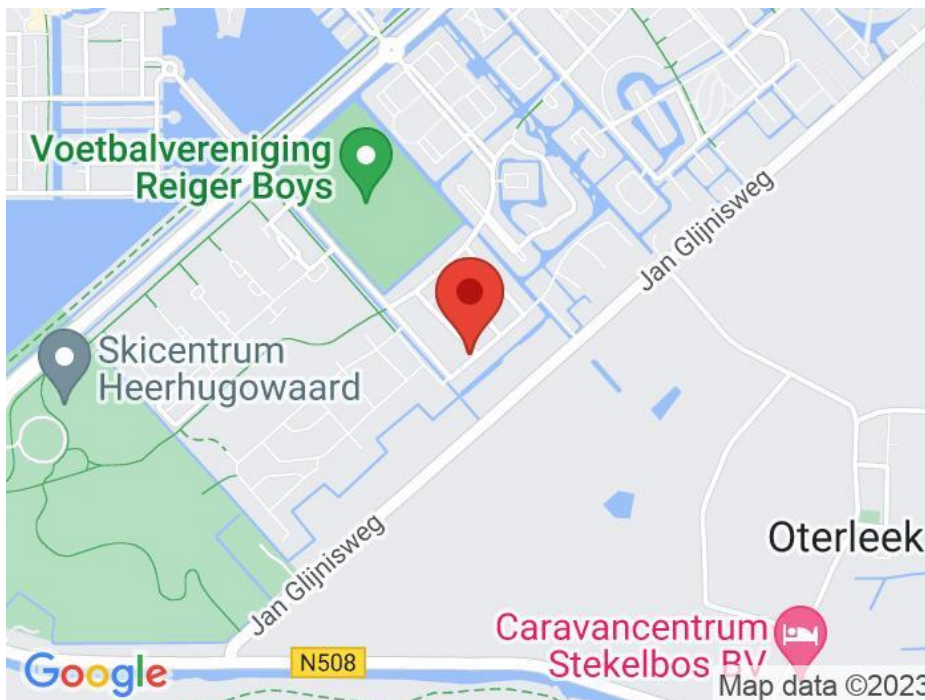 Voetbalvereniging
Reiger Boys
Jan Glijnisweg
Skicentrum
Heerhugowaard
Oterleek
Jan Glijnisweg
Caravancentrum
Stekelbos BV
N508
Google
Map data ©2023